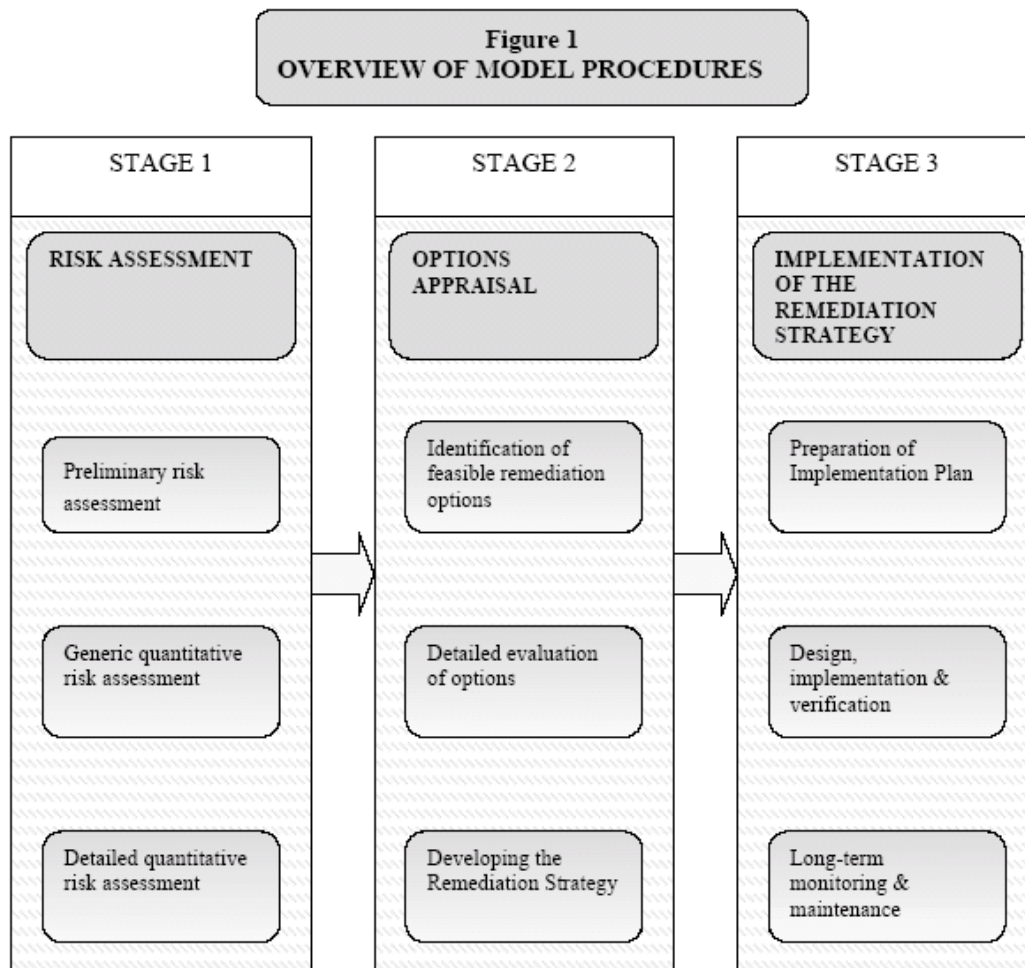 Figure 1
OVERVIEW OF MODEL PROCEDURES
STAGE 1
RISK ASSESSMENT
Preliminary risk
assessment
Generic quantitative
risk assessment
Detailed quantitative
risk assessment
STAGE 2
OPTIONS
APPRAISAL
Identification of
feasible remediation
options
Detailed evaluation
of options
Developing the
Remediation Strategy
STAGE 3
IMPLEMENTATION
OF THE
REMEDIATION
STRATEGY
Preparation of
Implementation Plan
Design,
implementation &
verification
Long-term
monitoring &
maintenance